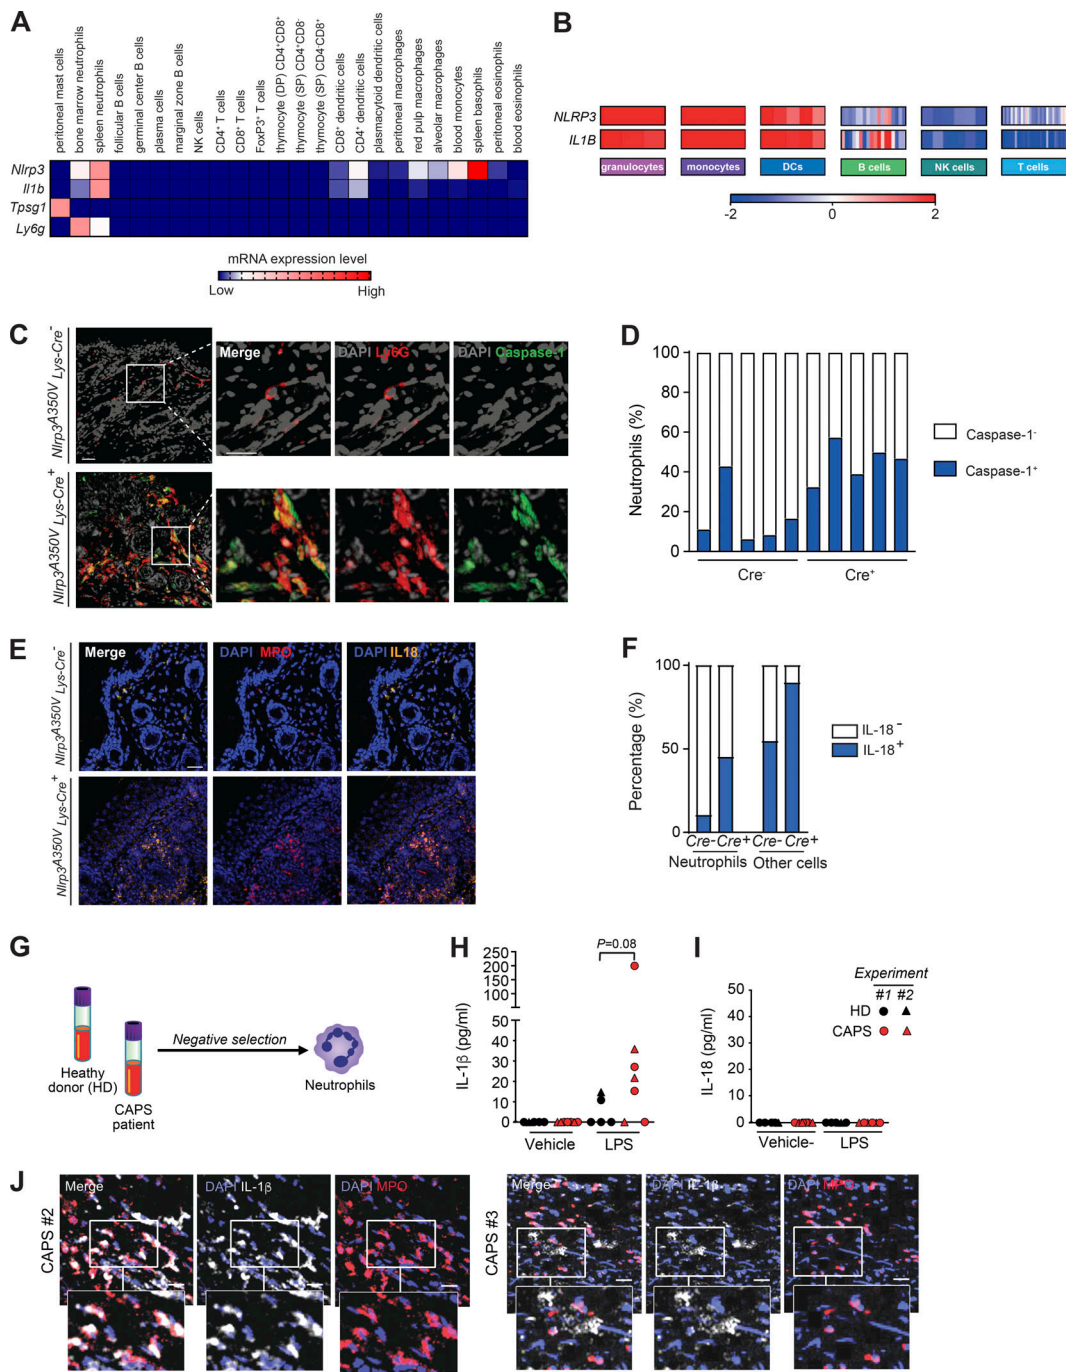 A
peritoneal mast cells
bone marrow neutrophils
spleen neutrophils
follicular B cells
germinal center B cells
plasma cells
marginal zone B cells
NK cells
CD4+ T cells
CD8+ T cells
FoxP3+ T cells
thymocyte (DP) CD4+CD8+
thymocyte (SP) CD4+CD8-
thymocyte (SP) CD4-CD8+
CD8+ dendritic cells
CD4+ dendritic cells
plasmacytoid dendritic cells
peritoneal macrophages
red pulp macrophages
alveolar macrophages
blood monocytes
spleen basophils
peritoneal eosinophils
blood eosinophils
Nlrp3
Il1b
Tpsg1
Ly6g
mRNA expression level
Low High
B
NLRP3
IL1B
granulocytes monocytes DCs B cells NK cells T cells
-2 0 2
C
Nlrp3A350V Lys-Cre-
Merge DAPI Ly6G DAPI Caspase-1
Nlrp3A350V Lys-Cre+
D
Neutrophils (%)
100
80
60
40
20
0
Cre- Cre+
Caspase-1-
Caspase-1+
E
Nlrp3A350V Lys-Cre-
Merge DAPI MPO DAPI IL18
Nlrp3A350V Lys-Cre+
F
Percentage (%)
100
50
0
Cre- Cre+ Cre- Cre+
Neutrophils Other cells
IL-18 -
IL-18 +
G
Heathy
donor (HD)
CAPS
patient
Negative selection
Neutrophils
H
P=0.08
IL-1β (pg/ml)
250
200
150
100
50
40
30
20
10
0
Vehicle LPS
I
Experiment
#1 #2
HD
CAPS
IL-18 (pg/ml)
50
40
30
20
10
0
Vehicle- LPS
J
CAPS #2
Merge DAPI IL-1β DAPI MPO
CAPS #3
Merge DAPI IL-1β DAPI MPO